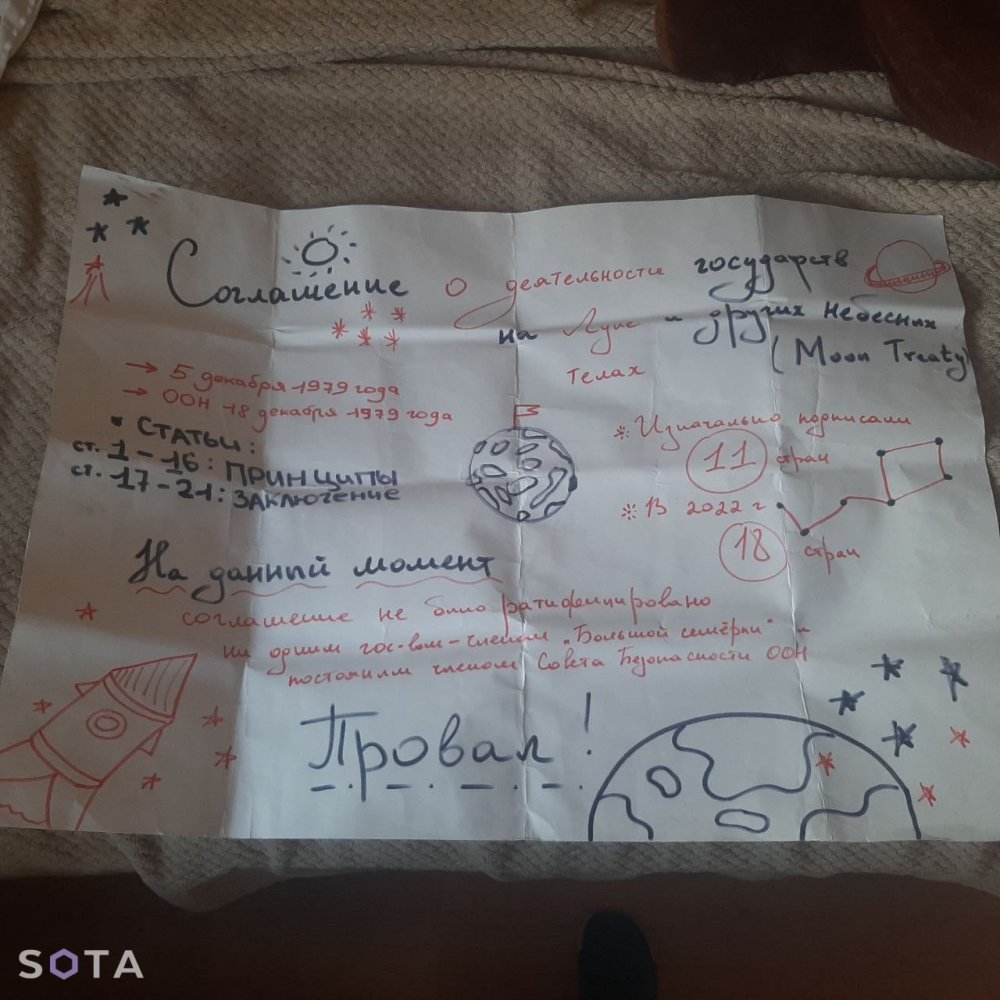 Соглашение о деятельности государств
на Луне и других небесных
телах (Moon Treaty)
→ 5 декабря 1979 года
→ ООН 18 декабря 1979 года
• СТАТЬИ:
ст. 1-16: ПРИНЦИПЫ
ст. 17-21: ЗАКЛЮЧЕНИЕ
* Изначально подписали
11 стран
* В 2022 г
18 стран
На данный момент
соглашение не было ратифицировано
ни одним гос-вом-членом „Большой семёрки“ и
постоянным членом Совета Безопасности ООН
Провал!
SOTA